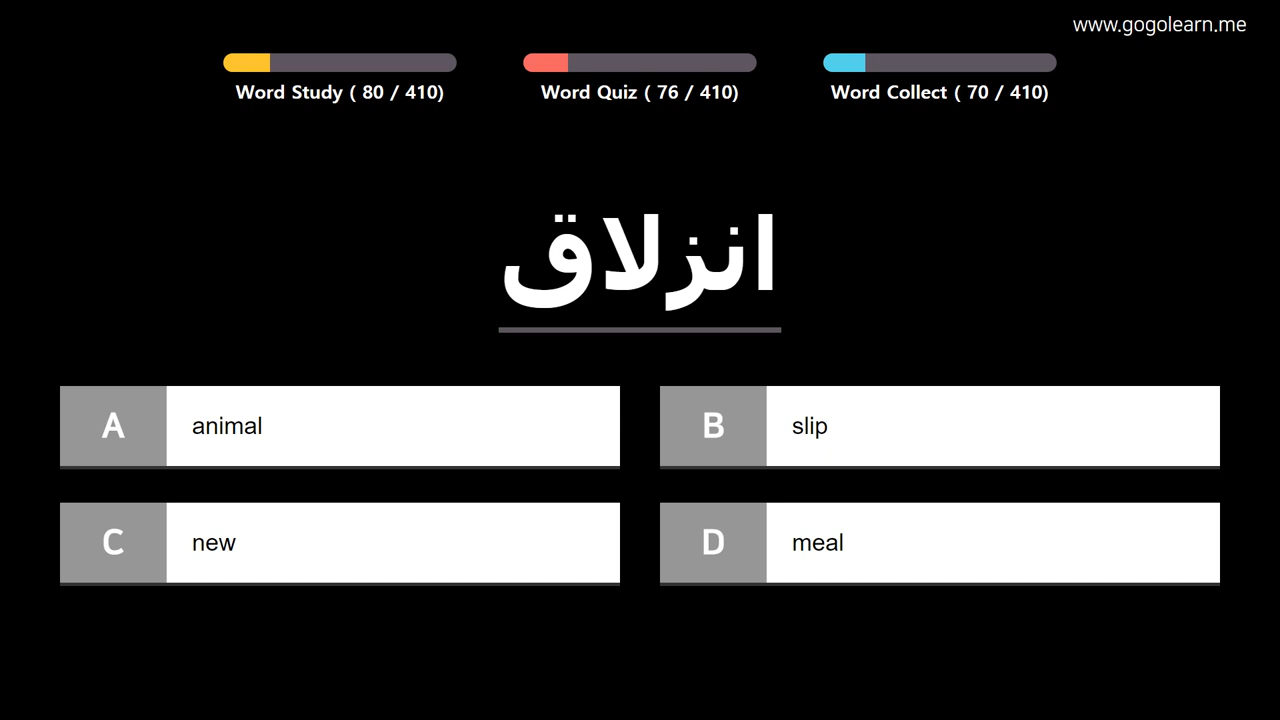 www.gogolearn.me
Word Study ( 80 / 410)
Word Quiz ( 76 / 410)
Word Collect ( 70 / 410)
انزلاق
A animal
B slip
C new
D meal